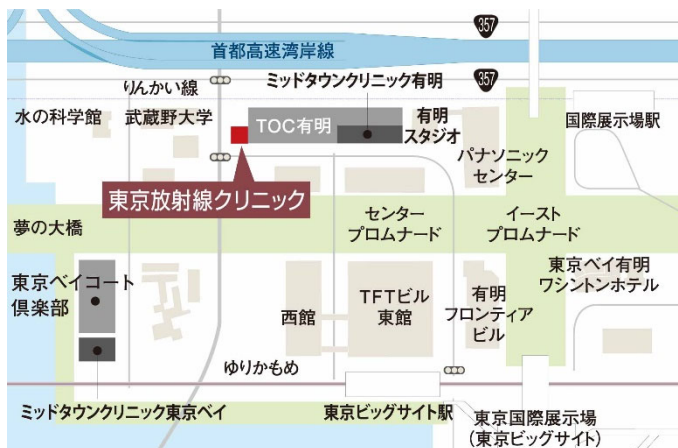 357
首都高速湾岸線
357
ミッドタウンクリニック有明
りんかい線
水の科学館
武蔵野大学
TOC有明
有明
スタジオ
国際展示場駅
パナソニック
センター
東京放射線クリニック
夢の大橋
センター
プロムナード
イースト
プロムナード
東京ベイコート
倶楽部
西館
TFTビル
東館
有明
フロンティア
ビル
東京ベイ有明
ワシントンホテル
ゆりかもめ
ミッドタウンクリニック東京ベイ
東京ビッグサイト駅
東京国際展示場
(東京ビッグサイト)